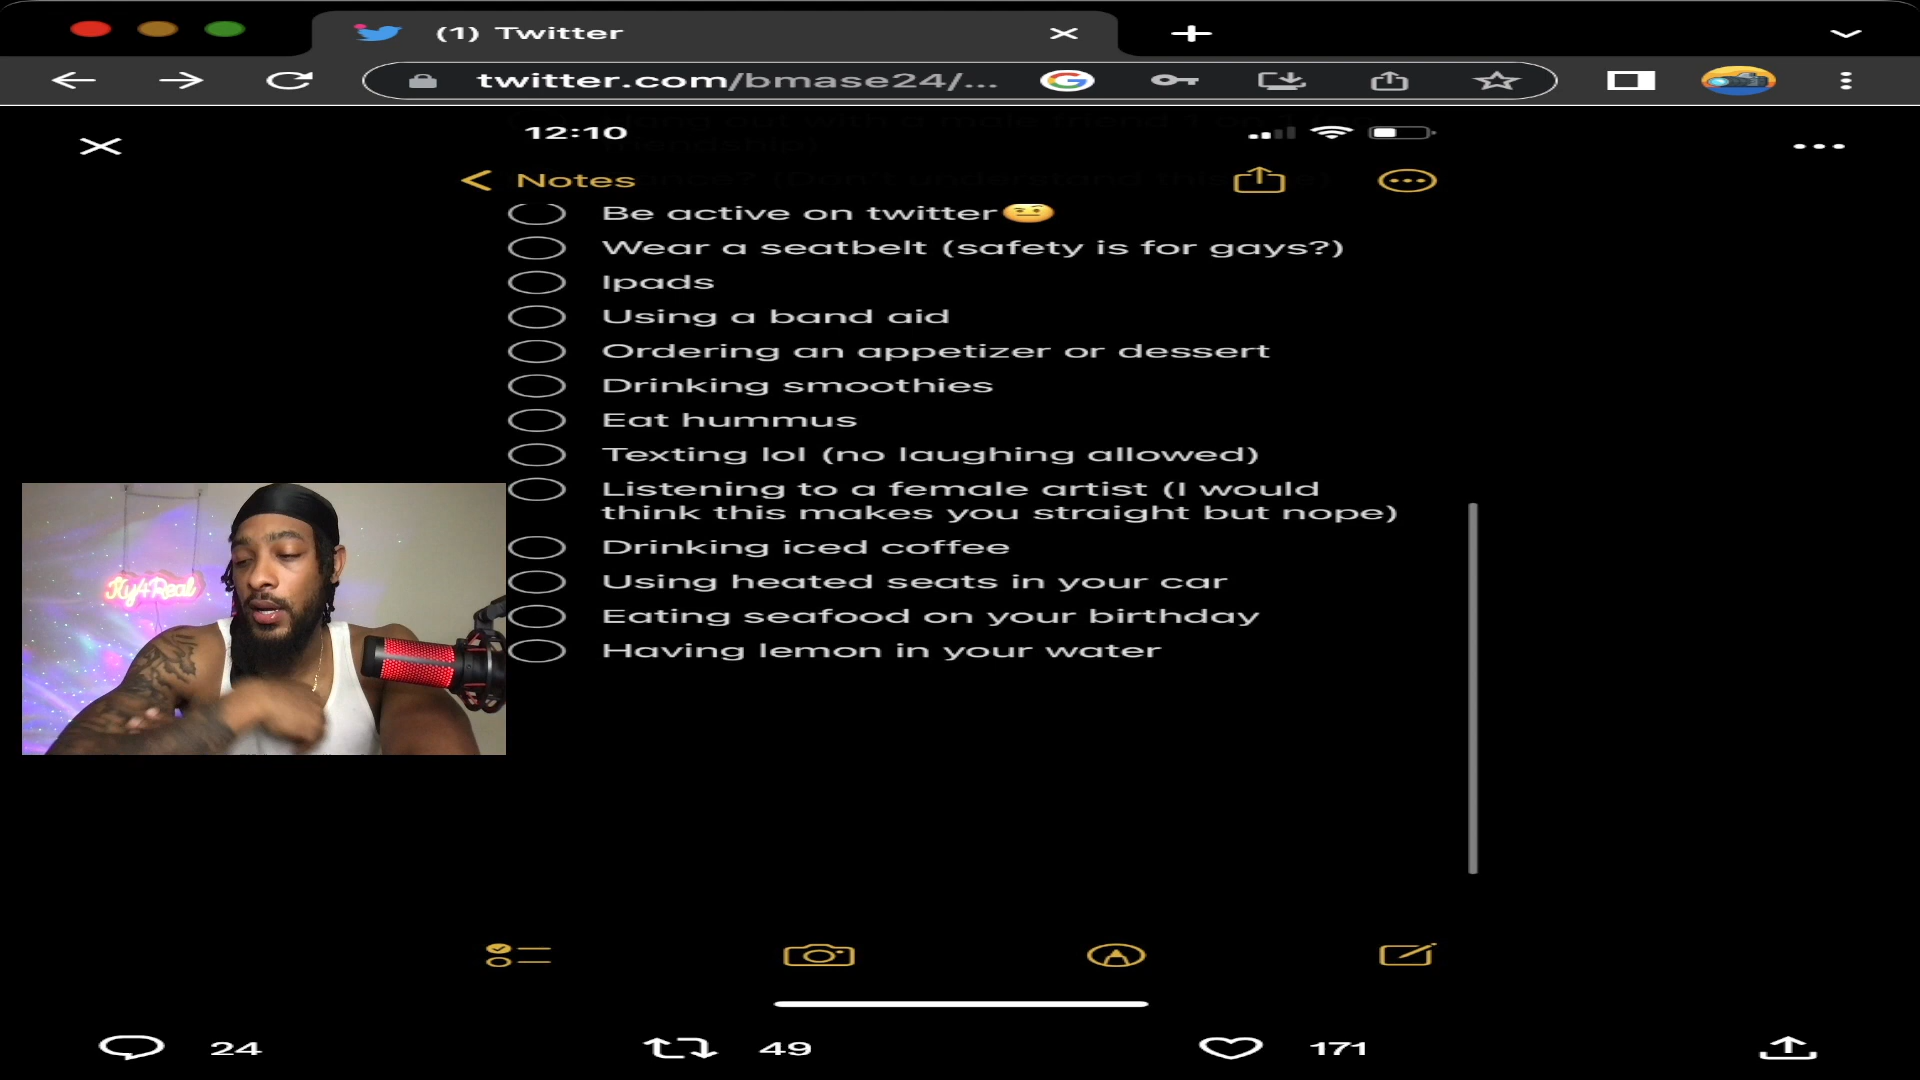 (1) Twitter
twitter.com/bmase24/...
12:10
Notes
Be active on twitter🤨
Wear a seatbelt (safety is for gays?)
Ipads
Using a band aid
Ordering an appetizer or dessert
Drinking smoothies
Eat hummus
Texting lol (no laughing allowed)
Listening to a female artist (I would
think this makes you straight but nope)
Drinking iced coffee
Using heated seats in your car
Eating seafood on your birthday
Having lemon in your water
Ky4Real
24
49
171